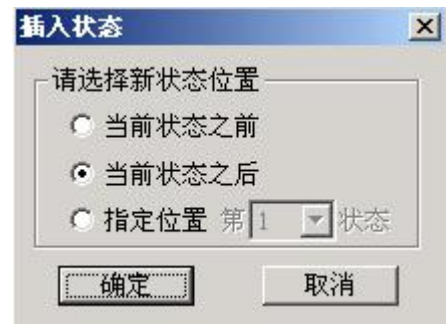 插入状态
请选择新状态位置
当前状态之前
当前状态之后
指定位置 第 1 状态
确定 取消